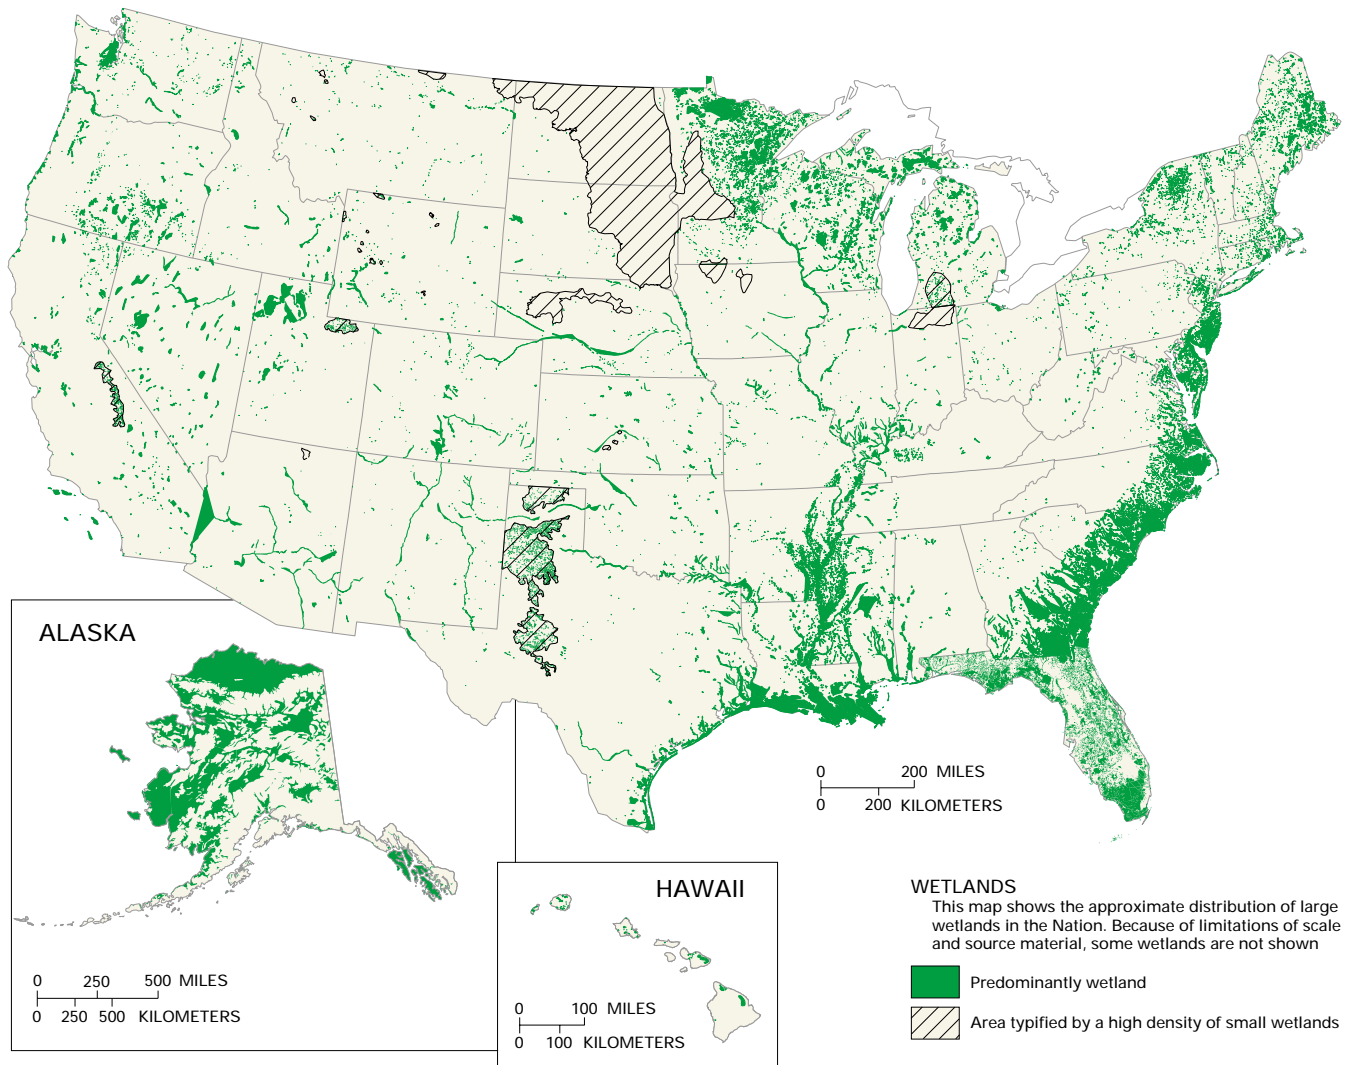 ALASKA
0 250 500 MILES
0 250 500 KILOMETERS
HAWAII
0 100 MILES
0 100 KILOMETERS
0 200 MILES
0 200 KILOMETERS
WETLANDS
This map shows the approximate distribution of large
wetlands in the Nation. Because of limitations of scale
and source material, some wetlands are not shown
Predominantly wetland
Area typified by a high density of small wetlands